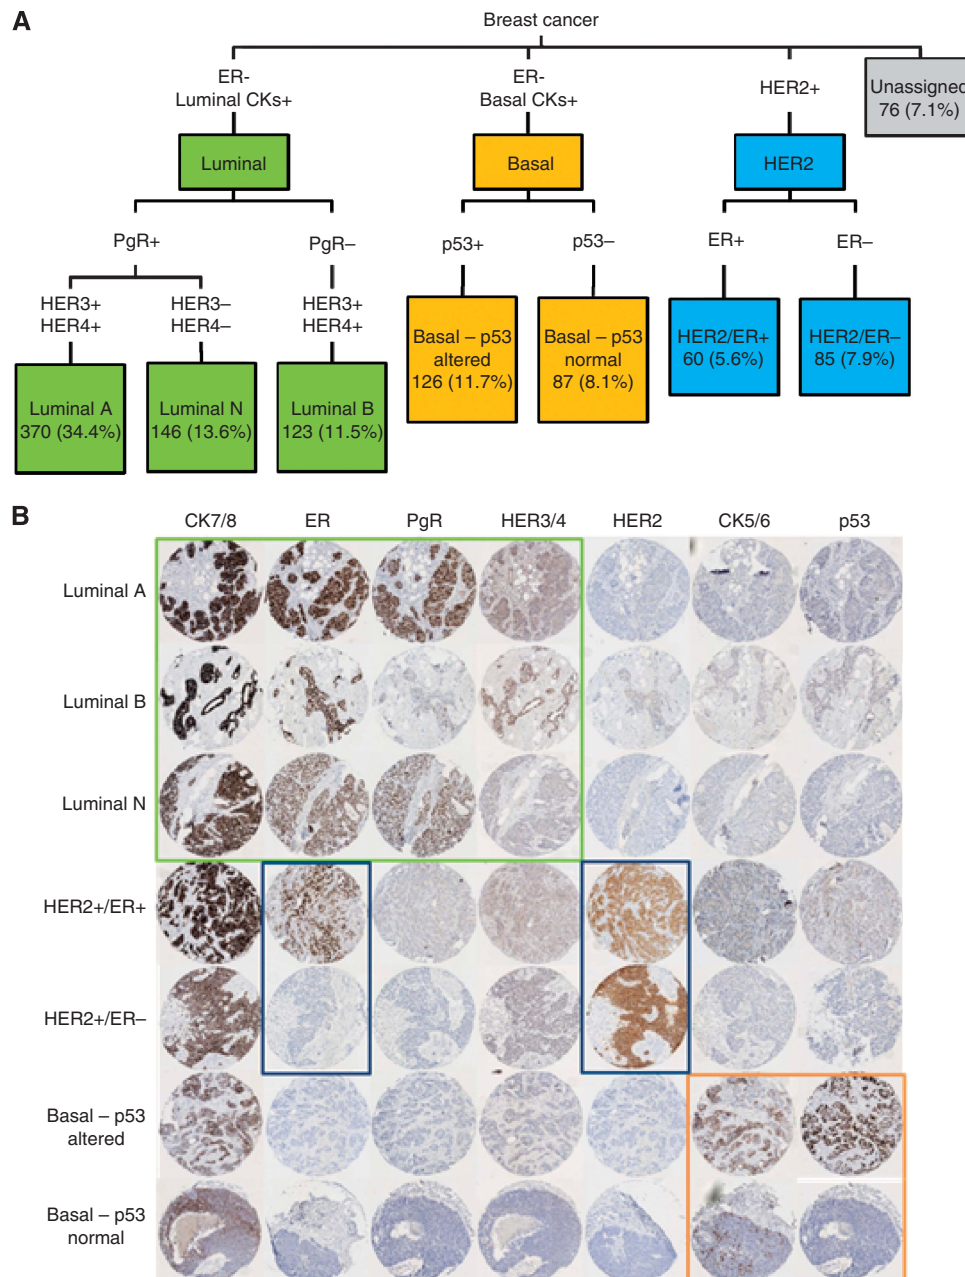 A
Breast cancer
ER-
Luminal CKs+
ER-
Basal CKs+
HER2+
Unassigned
76 (7.1%)
Luminal
Basal
HER2
PgR+
PgR–
p53+
p53–
ER+
ER–
HER3+
HER4+
HER3–
HER4–
HER3+
HER4+
Basal – p53
altered
126 (11.7%)
Basal – p53
normal
87 (8.1%)
HER2/ER+
60 (5.6%)
HER2/ER–
85 (7.9%)
Luminal A
370 (34.4%)
Luminal N
146 (13.6%)
Luminal B
123 (11.5%)
B
CK7/8 ER PgR HER3/4 HER2 CK5/6 p53
Luminal A
Luminal B
Luminal N
HER2+/ER+
HER2+/ER–
Basal – p53
altered
Basal – p53
normal